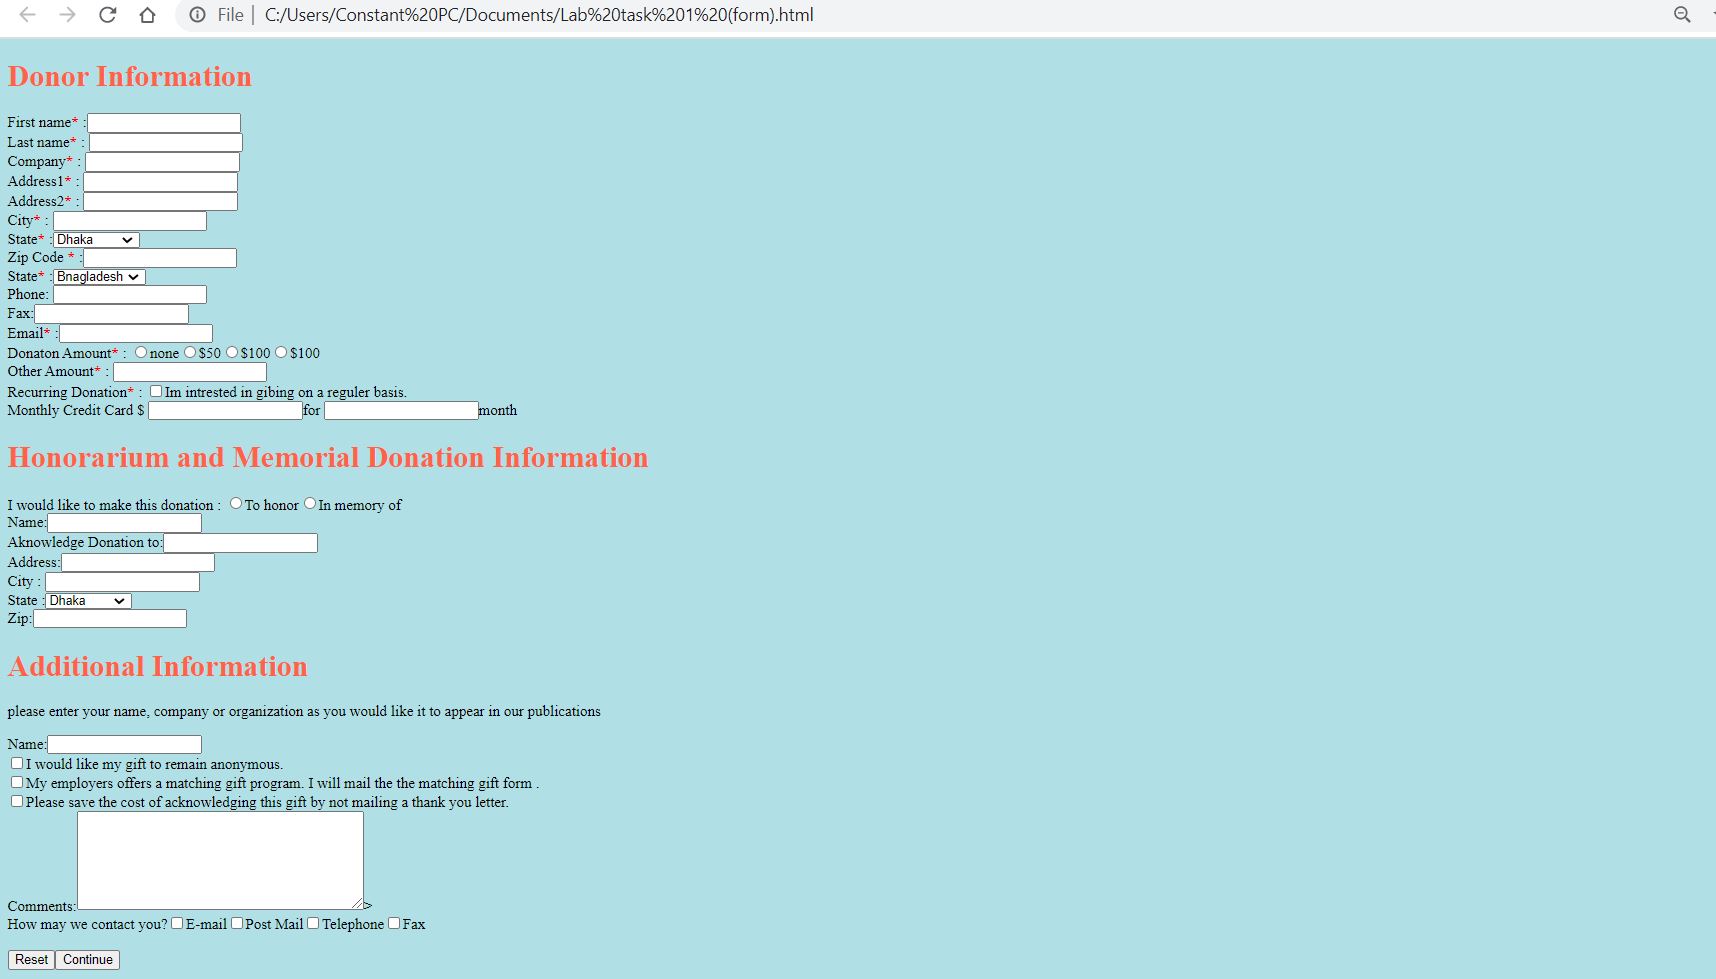 File | C:/Users/Constant%20PC/Documents/Lab%20task%201%20(form).html
Donor Information
First name* :
Last name* :
Company* :
Address1* :
Address2* :
City* :
State* : Dhaka
Zip Code * :
State* : Bnagladesh
Phone:
Fax:
Email* :
Donaton Amount* : none $50 $100 $100
Other Amount* :
Recurring Donation* : Im intrested in gibing on a reguler basis.
Monthly Credit Card $ for month
Honorarium and Memorial Donation Information
I would like to make this donation : To honor In memory of
Name:
Aknowledge Donation to:
Address:
City :
State : Dhaka
Zip:
Additional Information
please enter your name, company or organization as you would like it to appear in our publications
Name:
I would like my gift to remain anonymous.
My employers offers a matching gift program. I will mail the the matching gift form .
Please save the cost of acknowledging this gift by not mailing a thank you letter.
Comments: >
How may we contact you? E-mail Post Mail Telephone Fax
Reset Continue